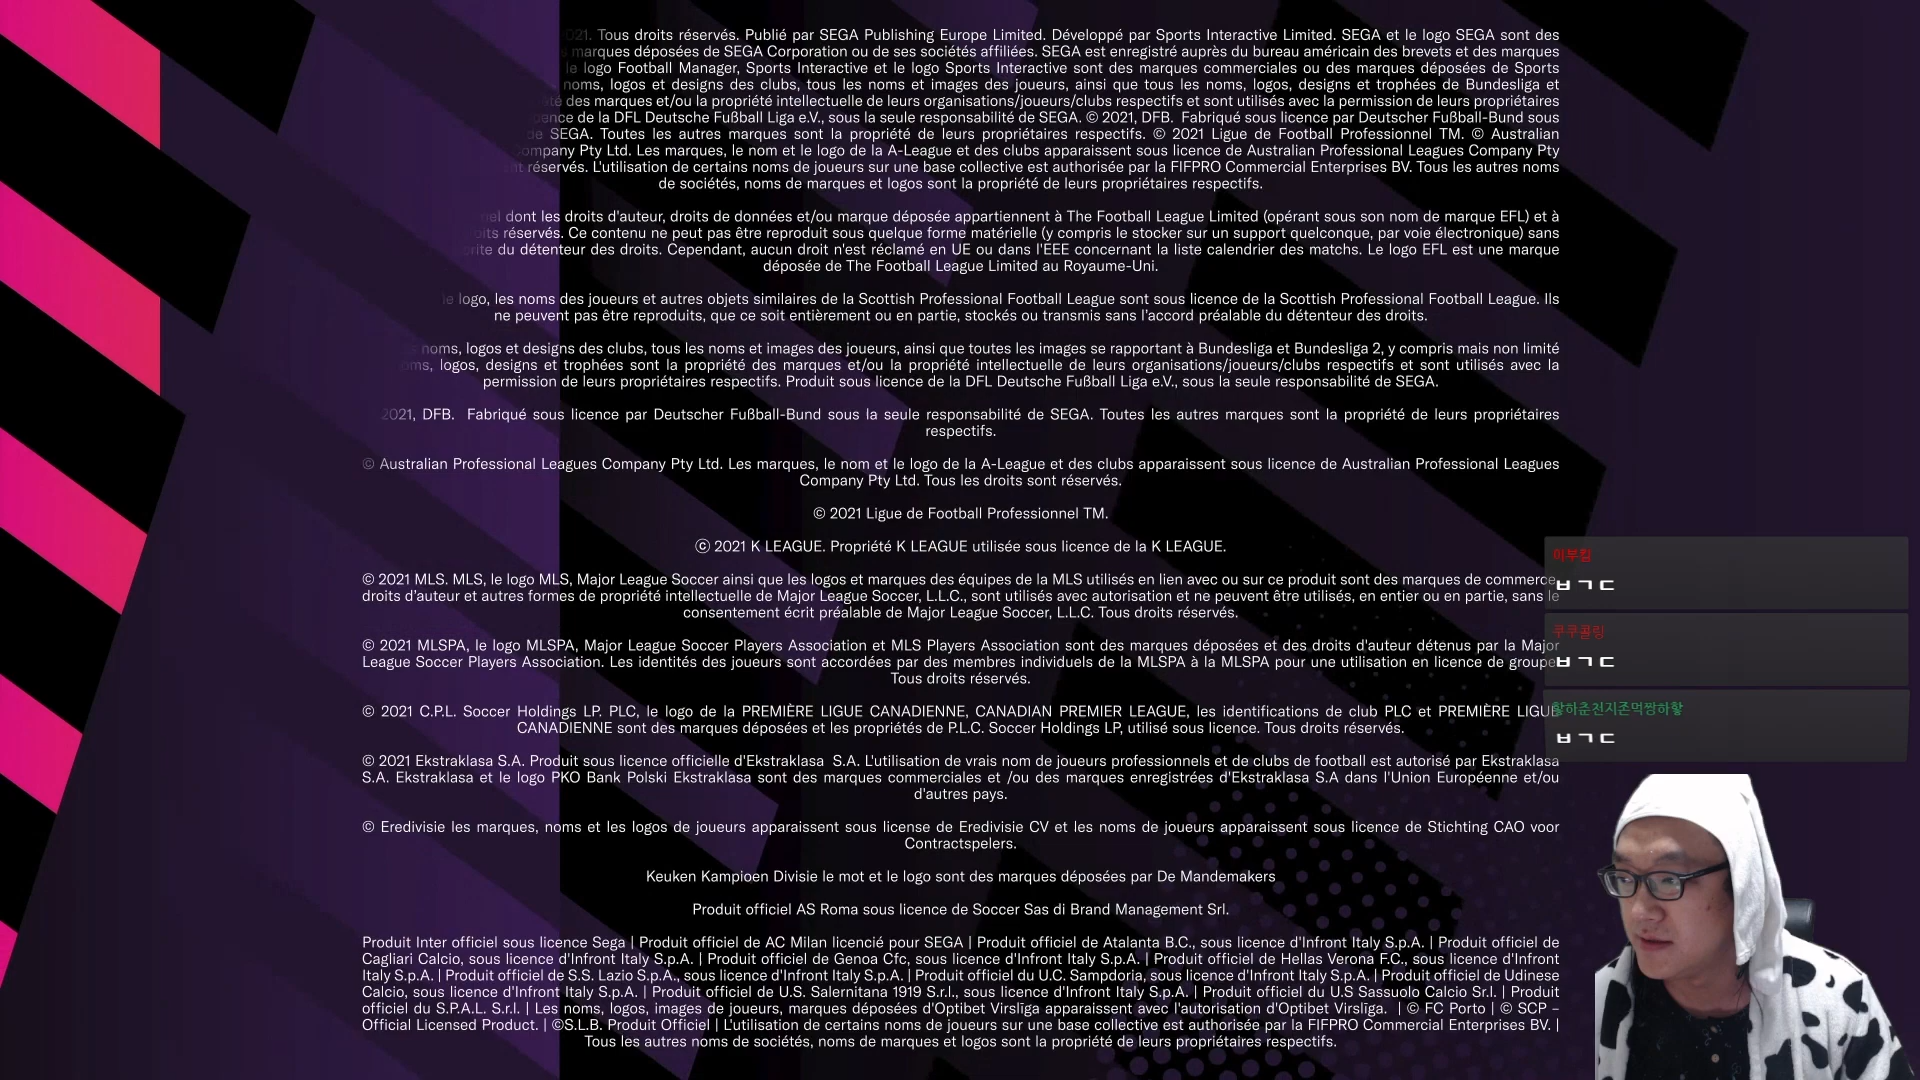 2021. Tous droits réservés. Publié par SEGA Publishing Europe Limited. Développé par Sports Interactive Limited. SEGA et le logo SEGA sont des
marques déposées de SEGA Corporation ou de ses sociétés affiliées. SEGA est enregistré auprès du bureau américain des brevets et des marques
le logo Football Manager, Sports Interactive et le logo Sports Interactive sont des marques commerciales ou des marques déposées de Sports
noms, logos et designs des clubs, tous les noms et images des joueurs, ainsi que tous les noms, logos, designs et trophées de Bundesliga et
des marques et/ou la propriété intellectuelle de leurs organisations/joueurs/clubs respectifs et sont utilisés avec la permission de leurs propriétaires
de la DFL Deutsche Fußball Liga e.V., sous la seule responsabilité de SEGA. © 2021, DFB. Fabriqué sous licence par Deutscher Fußball-Bund sous
de SEGA. Toutes les autres marques sont la propriété de leurs propriétaires respectifs. © 2021 Ligue de Football Professionnel TM. © Australian
Company Pty Ltd. Les marques, le nom et le logo de la A-League et des clubs apparaissent sous licence de Australian Professional Leagues Company Pty
réservés. L'utilisation de certains noms de joueurs sur une base collective est authorisée par la FIFPRO Commercial Enterprises BV. Tous les autres noms
de sociétés, noms de marques et logos sont la propriété de leurs propriétaires respectifs.
dont les droits d'auteur, droits de données et/ou marque déposée appartiennent à The Football League Limited (opérant sous son nom de marque EFL) et à
réservés. Ce contenu ne peut pas être reproduit sous quelque forme matérielle (y compris le stocker sur un support quelconque, par voie électronique) sans
du détenteur des droits. Cependant, aucun droit n'est réclamé en UE ou dans l'EEE concernant la liste calendrier des matchs. Le logo EFL est une marque
déposée de The Football League Limited au Royaume-Uni.
le logo, les noms des joueurs et autres objets similaires de la Scottish Professional Football League sont sous licence de la Scottish Professional Football League. Ils
ne peuvent pas être reproduits, que ce soit entièrement ou en partie, stockés ou transmis sans l'accord préalable du détenteur des droits.
noms, logos et designs des clubs, tous les noms et images des joueurs, ainsi que toutes les images se rapportant à Bundesliga et Bundesliga 2, y compris mais non limité
logos, designs et trophées sont la propriété des marques et/ou la propriété intellectuelle de leurs organisations/joueurs/clubs respectifs et sont utilisés avec la
permission de leurs propriétaires respectifs. Produit sous licence de la DFL Deutsche Fußball Liga e.V., sous la seule responsabilité de SEGA.
2021, DFB. Fabriqué sous licence par Deutscher Fußball-Bund sous la seule responsabilité de SEGA. Toutes les autres marques sont la propriété de leurs propriétaires
respectifs.
© Australian Professional Leagues Company Pty Ltd. Les marques, le nom et le logo de la A-League et des clubs apparaissent sous licence de Australian Professional Leagues
Company Pty Ltd. Tous les droits sont réservés.
© 2021 Ligue de Football Professionnel TM.
ⓒ 2021 K LEAGUE. Propriété K LEAGUE utilisée sous licence de la K LEAGUE.
이부킬
ㅂㄱㄷ
© 2021 MLS. MLS, le logo MLS, Major League Soccer ainsi que les logos et marques des équipes de la MLS utilisés en lien avec ou sur ce produit sont des marques de commerce,
droits d'auteur et autres formes de propriété intellectuelle de Major League Soccer, L.L.C., sont utilisés avec autorisation et ne peuvent être utilisés, en entier ou en partie, sans le
consentement écrit préalable de Major League Soccer, L.L.C. Tous droits réservés.
쿠쿠콜링
ㅂㄱㄷ
© 2021 MLSPA, le logo MLSPA, Major League Soccer Players Association et MLS Players Association sont des marques déposées et des droits d'auteur détenus par la Major
League Soccer Players Association. Les identités des joueurs sont accordées par des membres individuels de la MLSPA à la MLSPA pour une utilisation en licence de groupe
Tous droits réservés.
핳하춘천지존먹짱하핳
ㅂㄱㄷ
© 2021 C.P.L. Soccer Holdings LP. PLC, le logo de la PREMIÈRE LIGUE CANADIENNE, CANADIAN PREMIER LEAGUE, les identifications de club PLC et PREMIÈRE LIGUE
CANADIENNE sont des marques déposées et les propriétés de P.L.C. Soccer Holdings LP, utilisé sous licence. Tous droits réservés.
© 2021 Ekstraklasa S.A. Produit sous licence officielle d'Ekstraklasa S.A. L'utilisation de vrais nom de joueurs professionnels et de clubs de football est autorisé par Ekstraklasa
S.A. Ekstraklasa et le logo PKO Bank Polski Ekstraklasa sont des marques commerciales et /ou des marques enregistrées d'Ekstraklasa S.A dans l'Union Européenne et/ou
d'autres pays.
© Eredivisie les marques, noms et les logos de joueurs apparaissent sous license de Eredivisie CV et les noms de joueurs apparaissent sous licence de Stichting CAO voor
Contractspelers.
Keuken Kampioen Divisie le mot et le logo sont des marques déposées par De Mandemakers
Produit officiel AS Roma sous licence de Soccer Sas di Brand Management Srl.
Produit Inter officiel sous licence Sega | Produit officiel de AC Milan licencié pour SEGA | Produit officiel de Atalanta B.C., sous licence d'Infront Italy S.p.A. | Produit officiel de
Cagliari Calcio, sous licence d'Infront Italy S.p.A. | Produit officiel de Genoa Cfc, sous licence d'Infront Italy S.p.A. | Produit officiel de Hellas Verona F.C., sous licence d'Infront
Italy S.p.A. | Produit officiel de S.S. Lazio S.p.A., sous licence d'Infront Italy S.p.A. | Produit officiel du U.C. Sampdoria, sous licence d'Infront Italy S.p.A. | Produit officiel de Udinese
Calcio, sous licence d'Infront Italy S.p.A. | Produit officiel de U.S. Salernitana 1919 S.r.l., sous licence d'Infront Italy S.p.A. | Produit officiel du U.S Sassuolo Calcio Sr.l. | Produit
officiel du S.P.A.L. S.r.l. | Les noms, logos, images de joueurs, marques déposées d'Optibet Virsliga apparaissent avec l'autorisation d'Optibet Virsliga. | © FC Porto | © SCP –
Official Licensed Product. | ©S.L.B. Produit Officiel | L'utilisation de certains noms de joueurs sur une base collective est authorisée par la FIFPRO Commercial Enterprises BV. |
Tous les autres noms de sociétés, noms de marques et logos sont la propriété de leurs propriétaires respectifs.